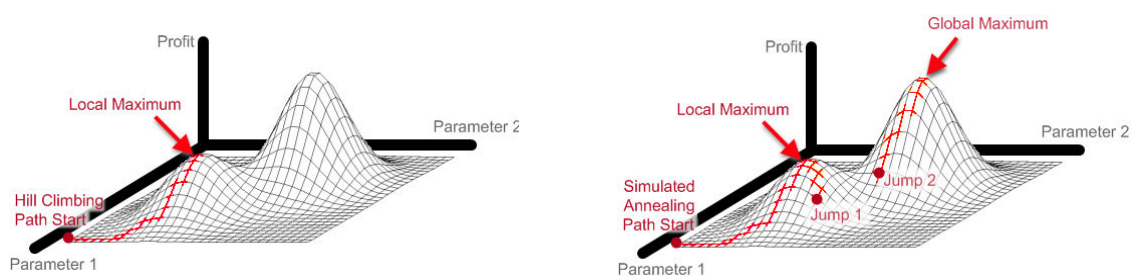 Profit
Local Maximum
Parameter 2
Hill Climbing
Path Start
Parameter 1
Global Maximum
Profit
Local Maximum
Parameter 2
Simulated
Annealing
Path Start
Jump 2
Jump 1
Parameter 1